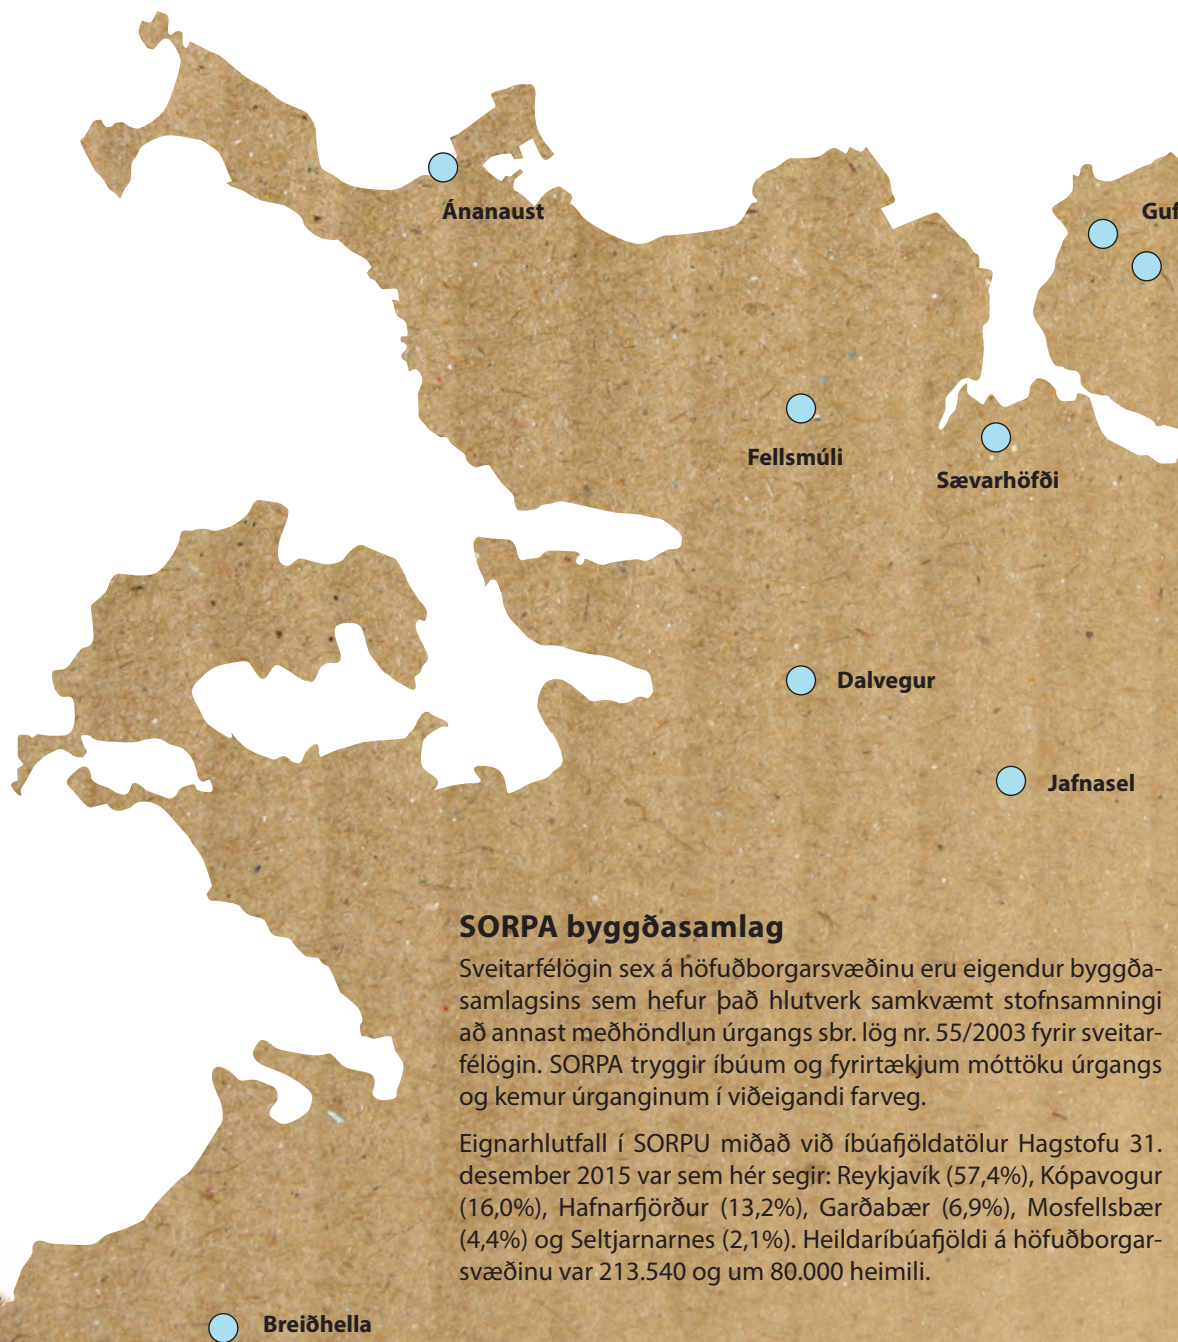 Ánanaust
Guf
Fellsmúli
Sævarhöfði
Dalvegur
Jafnasel
SORPA byggðasamlag
Sveitarfélögin sex á höfuðborgarsvæðinu eru eigendur byggða-
samlagsins sem hefur það hlutverk samkvæmt stofnsamningi
að annast meðhöndlun úrgangs sbr. lög nr. 55/2003 fyrir sveitar-
félögin. SORPA tryggir íbúum og fyrirtækjum móttöku úrgangs
og kemur úrganginum í viðeigandi farveg.
Eignarhlutfall í SORPU miðað við íbúafjöldatölur Hagstofu 31.
desember 2015 var sem hér segir: Reykjavík (57,4%), Kópavogur
(16,0%), Hafnarfjörður (13,2%), Garðabær (6,9%), Mosfellsbær
(4,4%) og Seltjarnarnes (2,1%). Heildaríbúafjöldi á höfuðborgar-
svæðinu var 213.540 og um 80.000 heimili.
Breiðhella